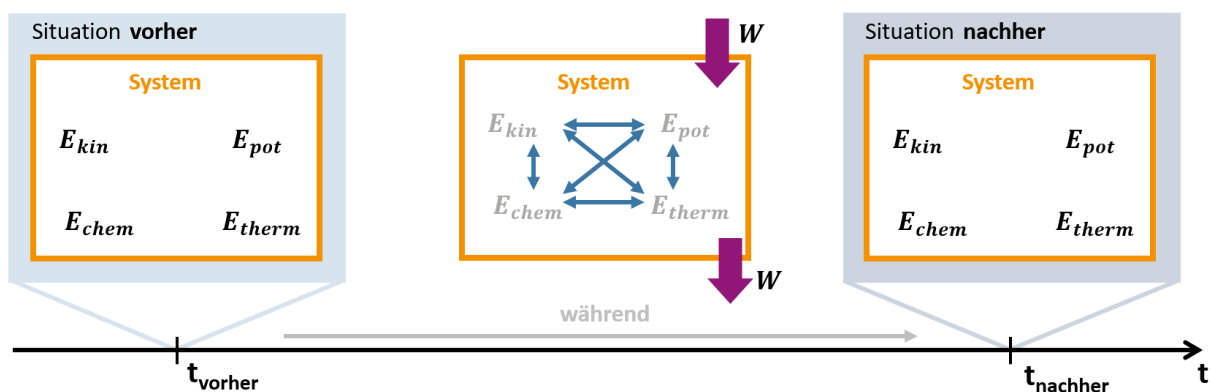 Situation vorher
System
E_kin E_pot
E_chem E_therm
t_vorher
W
System
E_kin E_pot
E_chem E_therm
W
während
Situation nachher
System
E_kin E_pot
E_chem E_therm
t_nachher
t